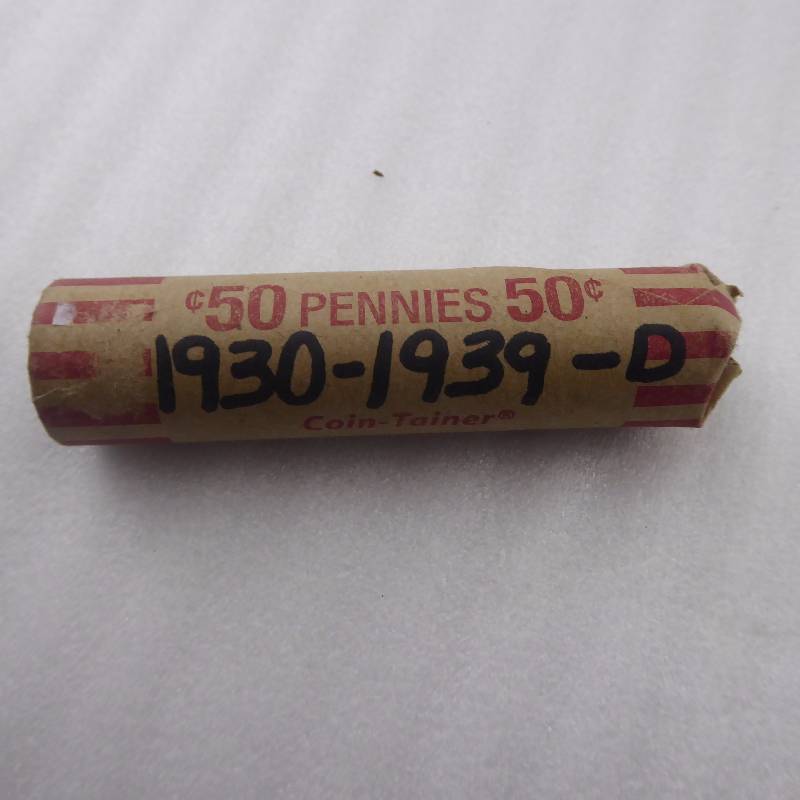 ¢50 PENNIES 50¢
1930-1939-D
Coin-Tainer®